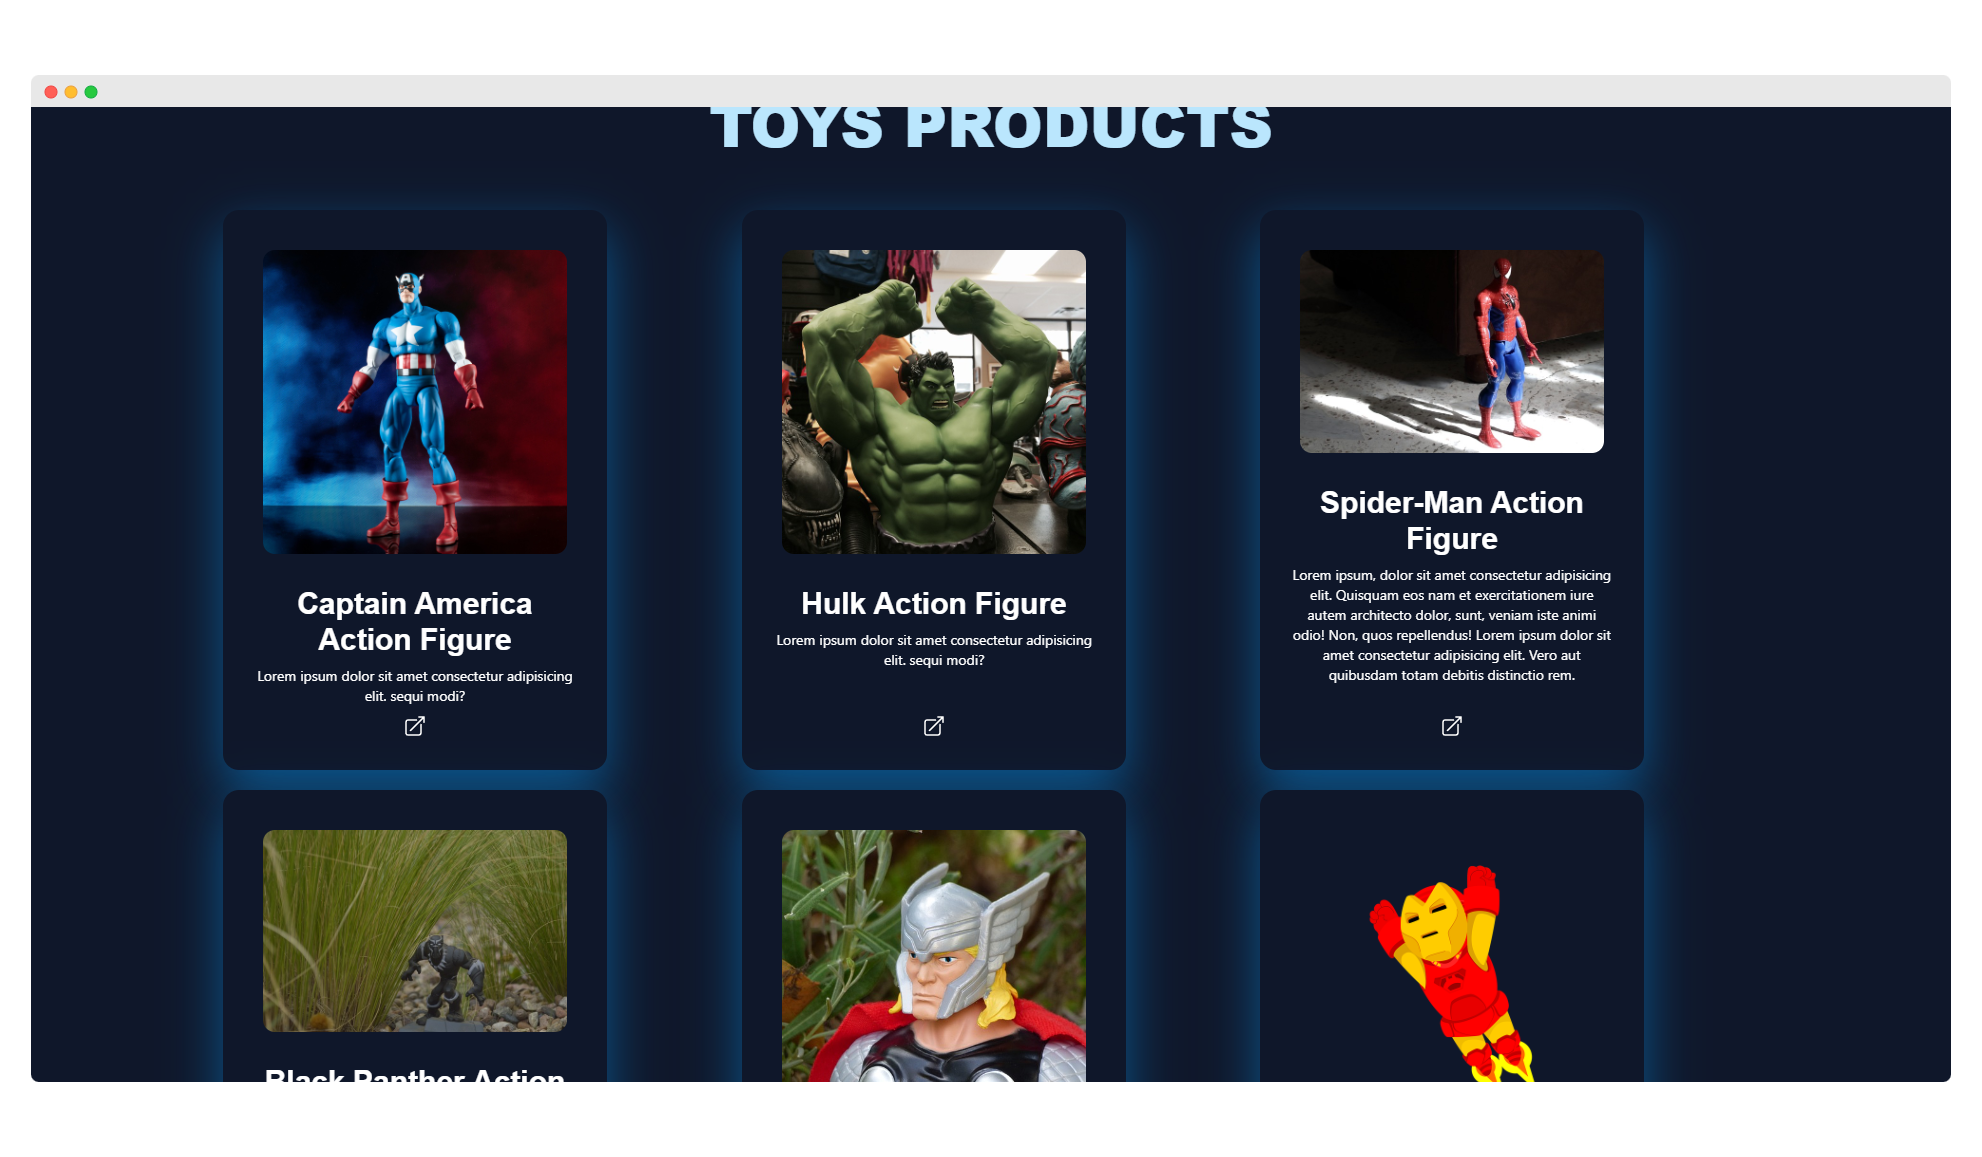 TOYS PRODUCTS
Captain America
Action Figure
Lorem ipsum dolor sit amet consectetur adipisicing
elit. sequi modi?
Hulk Action Figure
Lorem ipsum dolor sit amet consectetur adipisicing
elit. sequi modi?
Spider-Man Action
Figure
Lorem ipsum, dolor sit amet consectetur adipisicing
elit. Quisquam eos nam et exercitationem iure
autem architecto dolor, sunt, veniam iste animi
odio! Non, quos repellendus! Lorem ipsum dolor sit
amet consectetur adipisicing elit. Vero aut
quibusdam totam debitis distinctio rem.
Black Panther Action